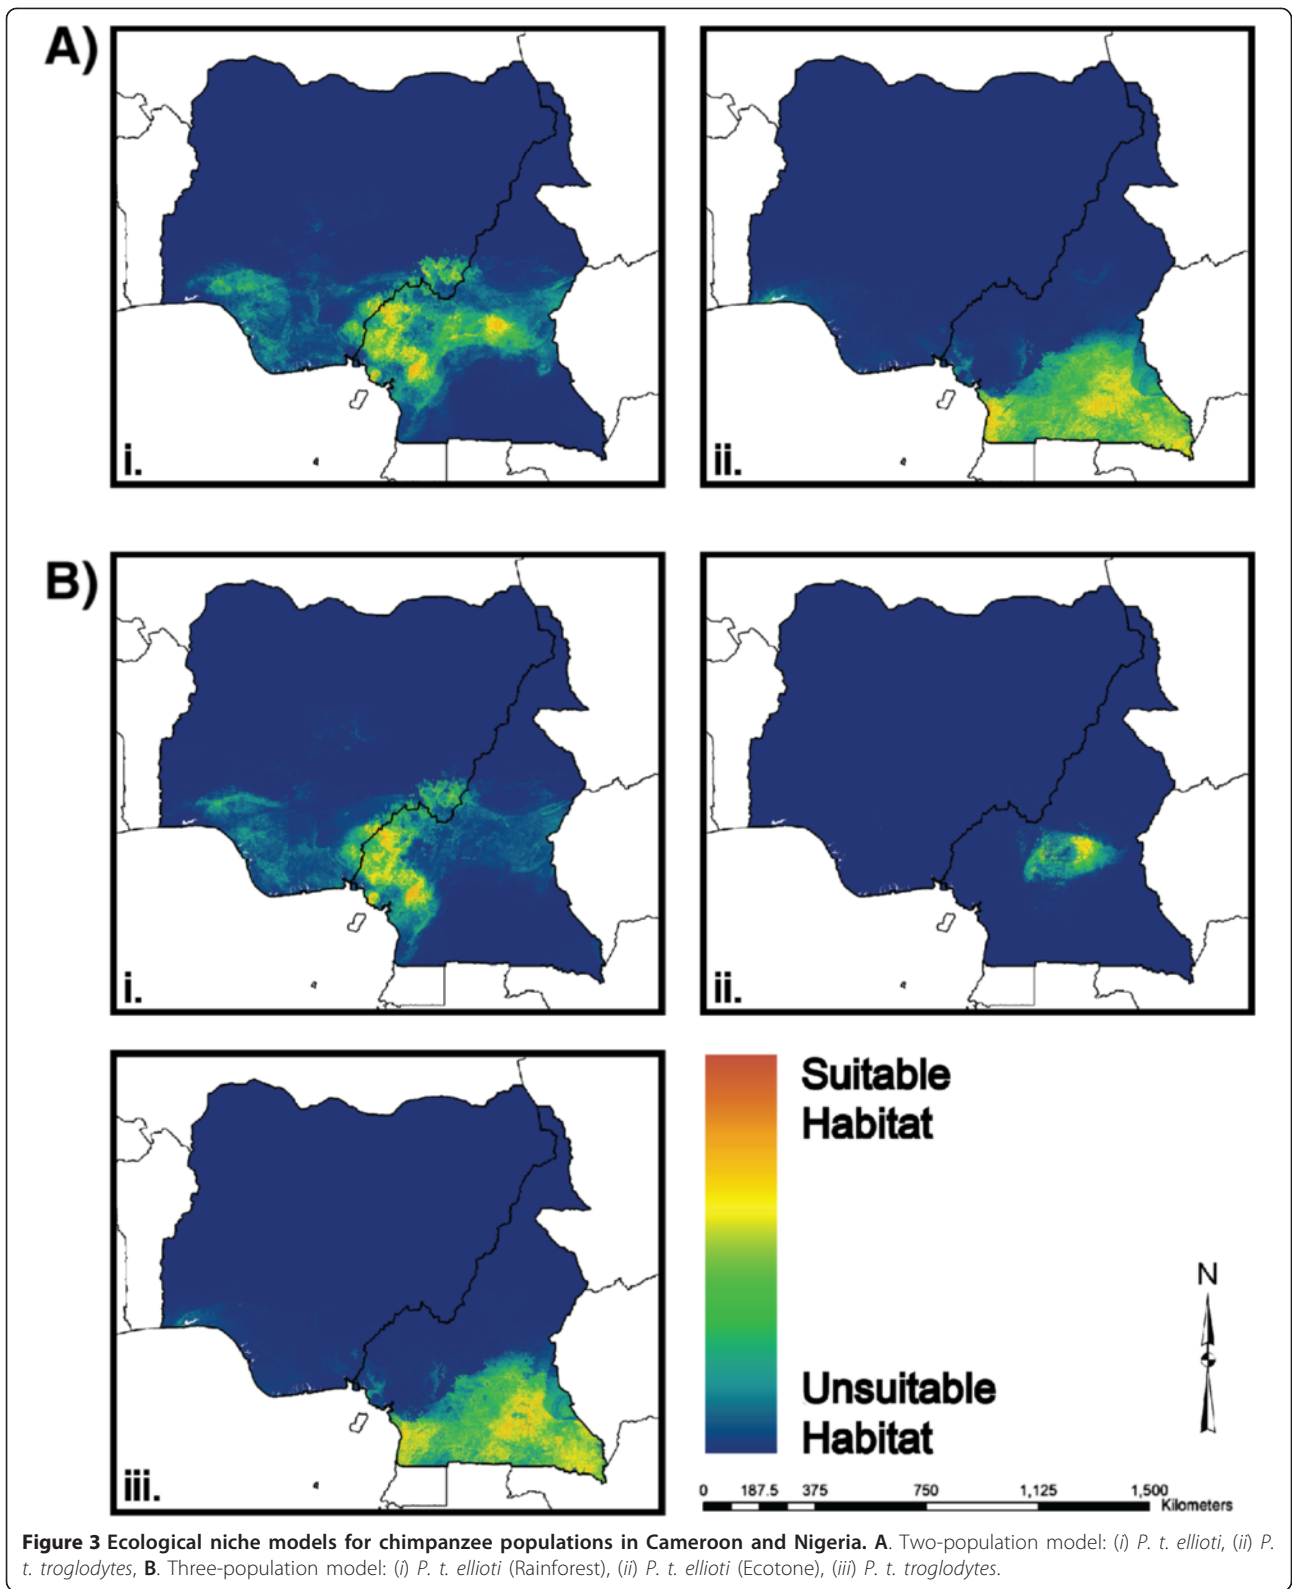 A)
i.
ii.
B)
i.
ii.
iii.
Suitable
Habitat
Unsuitable
Habitat
N
0 187.5 375 750 1,125 1,500
Kilometers
Figure 3 Ecological niche models for chimpanzee populations in Cameroon and Nigeria. A. Two-population model: (i) P. t. ellioti, (ii) P.
t. troglodytes, B. Three-population model: (i) P. t. ellioti (Rainforest), (ii) P. t. ellioti (Ecotone), (iii) P. t. troglodytes.